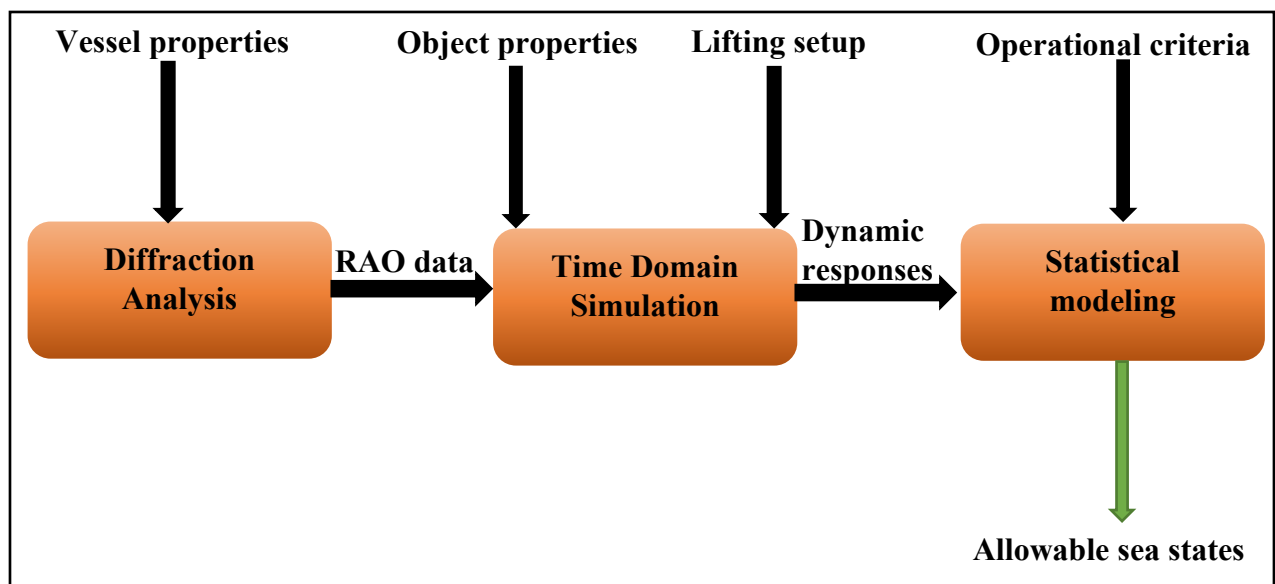 Vessel properties
Object properties
Lifting setup
Operational criteria
Diffraction
Analysis
RAO data
Time Domain
Simulation
Dynamic
responses
Statistical
modeling
Allowable sea states